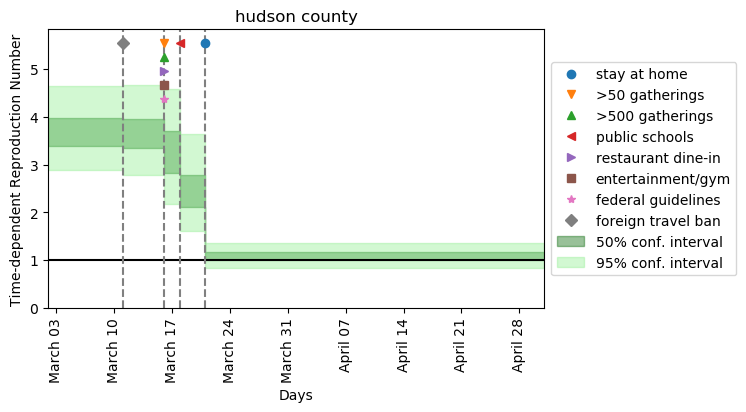 hudson county
Time-dependent Reproduction Number
5
4
3
2
1
0
March 03
March 10
March 17
March 24
March 31
April 07
April 14
April 21
April 28
Days
stay at home
>50 gatherings
>500 gatherings
public schools
restaurant dine-in
entertainment/gym
federal guidelines
foreign travel ban
50% conf. interval
95% conf. interval